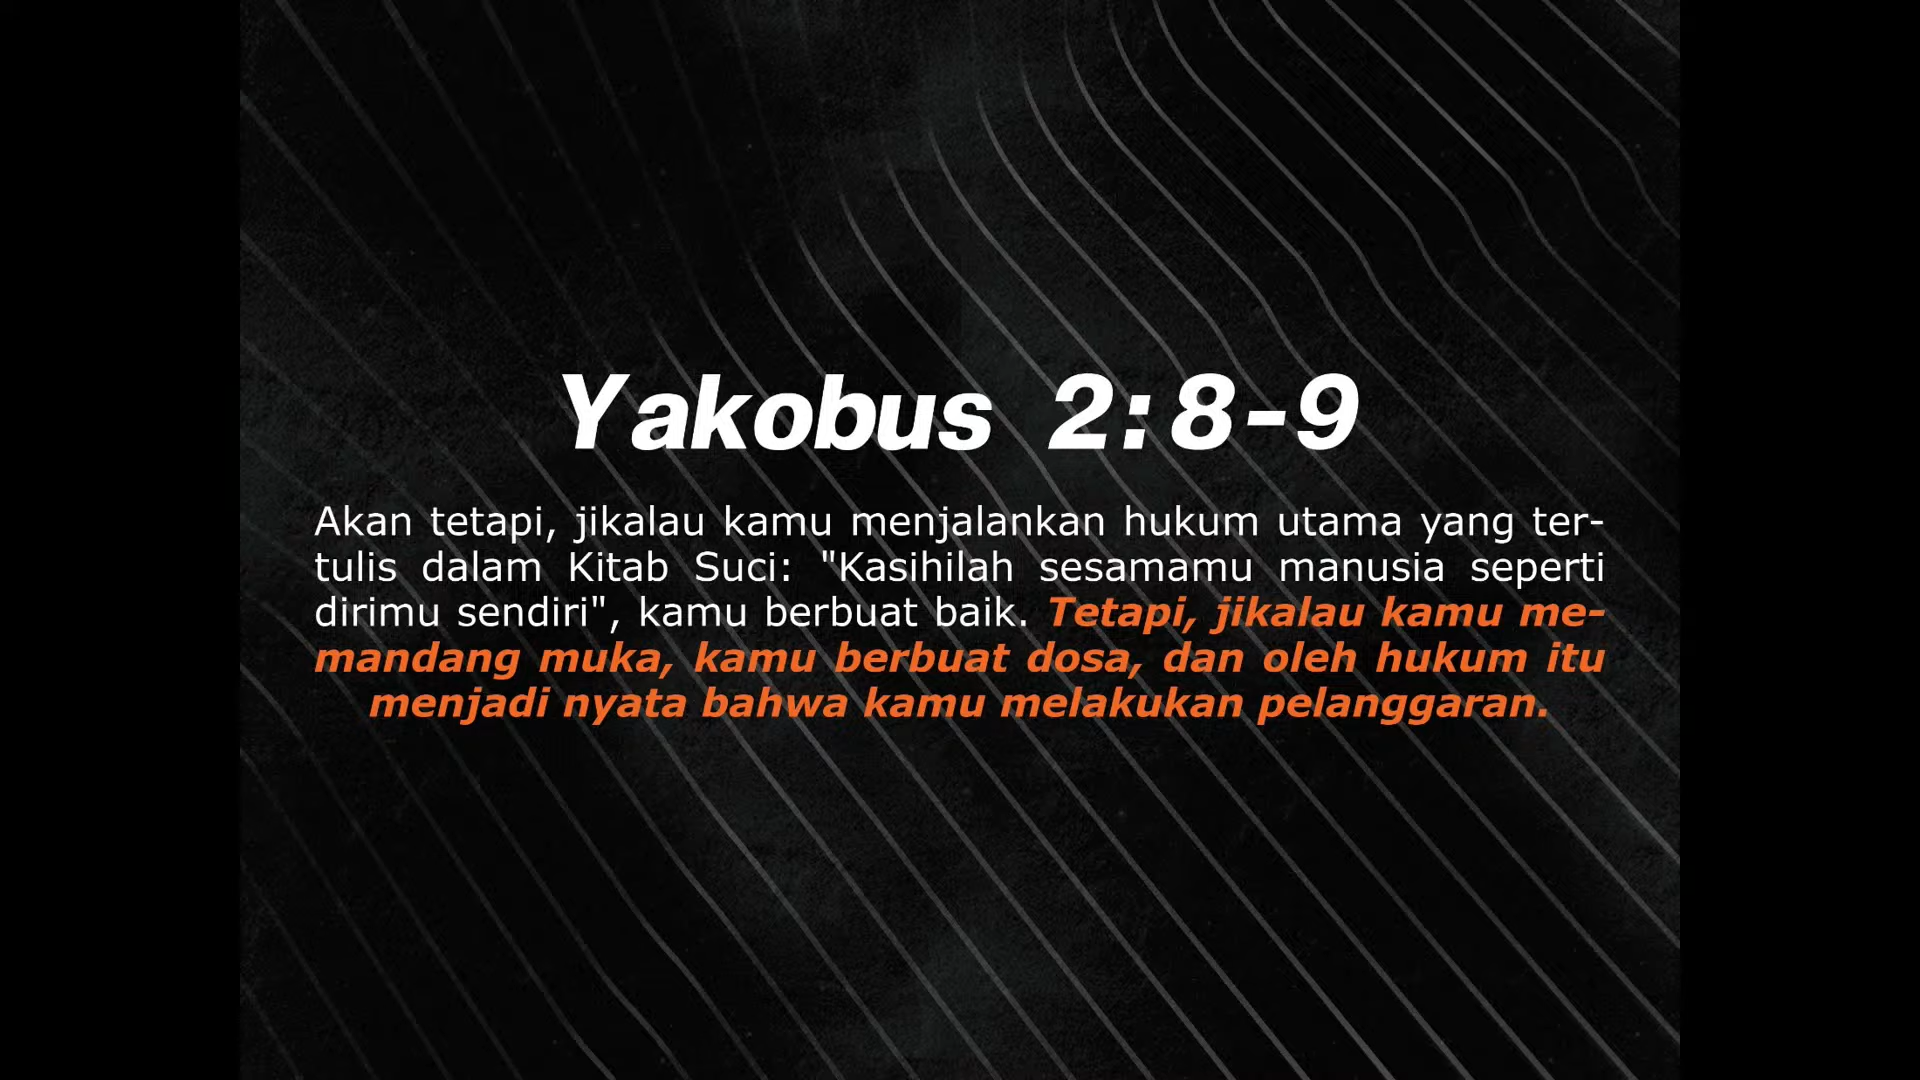 Yakobus 2:8-9
Akan tetapi, jikalau kamu menjalankan hukum utama yang ter-
tulis dalam Kitab Suci: "Kasihilah sesamamu manusia seperti
dirimu sendiri", kamu berbuat baik. Tetapi, jikalau kamu me-
mandang muka, kamu berbuat dosa, dan oleh hukum itu
menjadi nyata bahwa kamu melakukan pelanggaran.